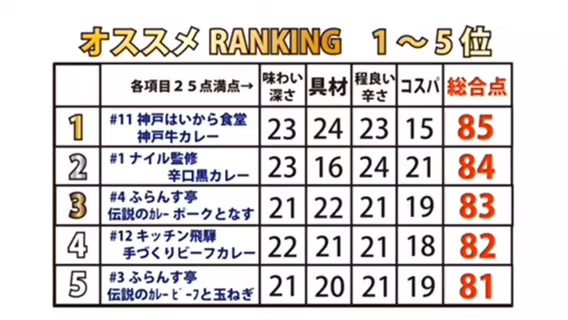 オススメ RANKING 1～5位
各項目２５点満点→ 味わい深さ 具材 程良い辛さ コスパ 総合点
1 #11 神戸はいから食堂 神戸牛カレー 23 24 23 15 85
2 #1 ナイル監修 辛口黒カレー 23 16 24 21 84
3 #4 ふらんす亭 伝説のｶﾚｰ ポークとなす 21 22 21 19 83
4 #12 キッチン飛騨 手づくりビーフカレー 22 21 21 18 82
5 #3 ふらんす亭 伝説のｶﾚｰ ﾋﾞｰﾌと玉ねぎ 21 20 21 19 81